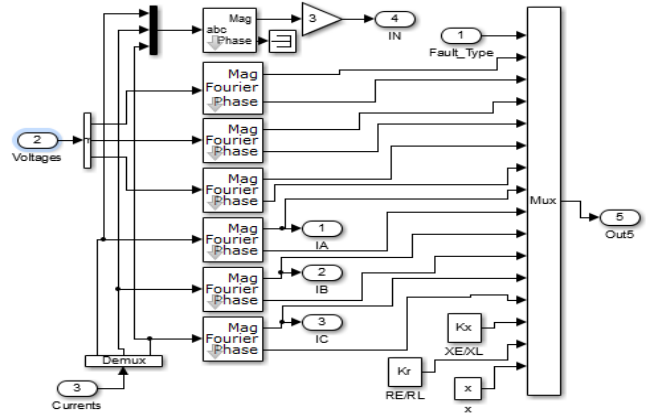 Mag
abc
Phase
3
4
IN
1
Fault_Type
Mag
Fourier
Phase
2
Voltages
Mag
Fourier
Phase
Mag
Fourier
Phase
Mux
5
Out5
Mag
Fourier
Phase
1
IA
Mag
Fourier
Phase
2
IB
Mag
Fourier
Phase
3
IC
Kx
XE/XL
Demux
Kr
RE/RL
3
Currents
x
x